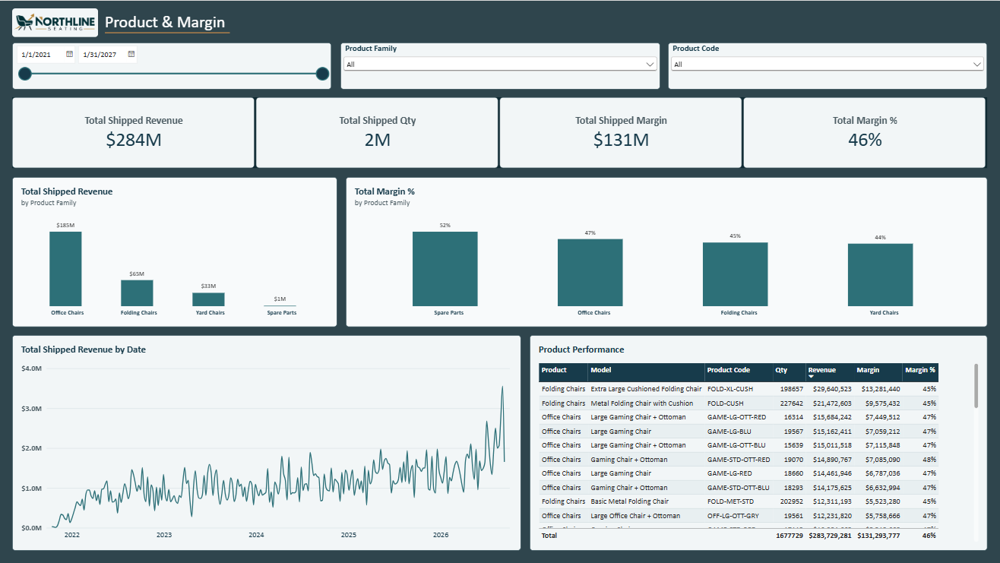 NORTHLINE
SEATING
Product & Margin
1/1/2021 1/31/2027
Product Family
All
Product Code
All
Total Shipped Revenue
$284M
Total Shipped Qty
2M
Total Shipped Margin
$131M
Total Margin %
46%
Total Shipped Revenue
by Product Family
$185M
$65M
$33M
$1M
Office Chairs Folding Chairs Yard Chairs Spare Parts
Total Margin %
by Product Family
52%
47%
45%
44%
Spare Parts Office Chairs Folding Chairs Yard Chairs
Total Shipped Revenue by Date
$4.0M
$3.0M
$2.0M
$1.0M
$0.0M
2022 2023 2024 2025 2026
Product Performance
Product Model Product Code Qty Revenue Margin Margin %
Folding Chairs Extra Large Cushioned Folding Chair FOLD-XL-CUSH 198657 $29,640,523 $13,281,440 45%
Folding Chairs Metal Folding Chair with Cushion FOLD-CUSH 227642 $21,472,603 $9,575,432 45%
Office Chairs Large Gaming Chair + Ottoman GAME-LG-OTT-RED 16314 $15,684,242 $7,449,512 47%
Office Chairs Large Gaming Chair GAME-LG-BLU 19567 $15,162,411 $7,059,212 47%
Office Chairs Large Gaming Chair + Ottoman GAME-LG-OTT-BLU 15639 $15,011,518 $7,115,848 47%
Office Chairs Gaming Chair + Ottoman GAME-STD-OTT-RED 19070 $14,890,767 $7,085,090 48%
Office Chairs Large Gaming Chair GAME-LG-RED 18660 $14,461,946 $6,787,036 47%
Office Chairs Gaming Chair + Ottoman GAME-STD-OTT-BLU 18293 $14,175,625 $6,632,994 47%
Folding Chairs Basic Metal Folding Chair FOLD-MET-STD 202952 $12,311,193 $5,523,280 45%
Office Chairs Large Office Chair + Ottoman OFF-LG-OTT-GRY 19561 $12,231,820 $5,758,666 47%
Total 1677729 $283,729,281 $131,293,777 46%